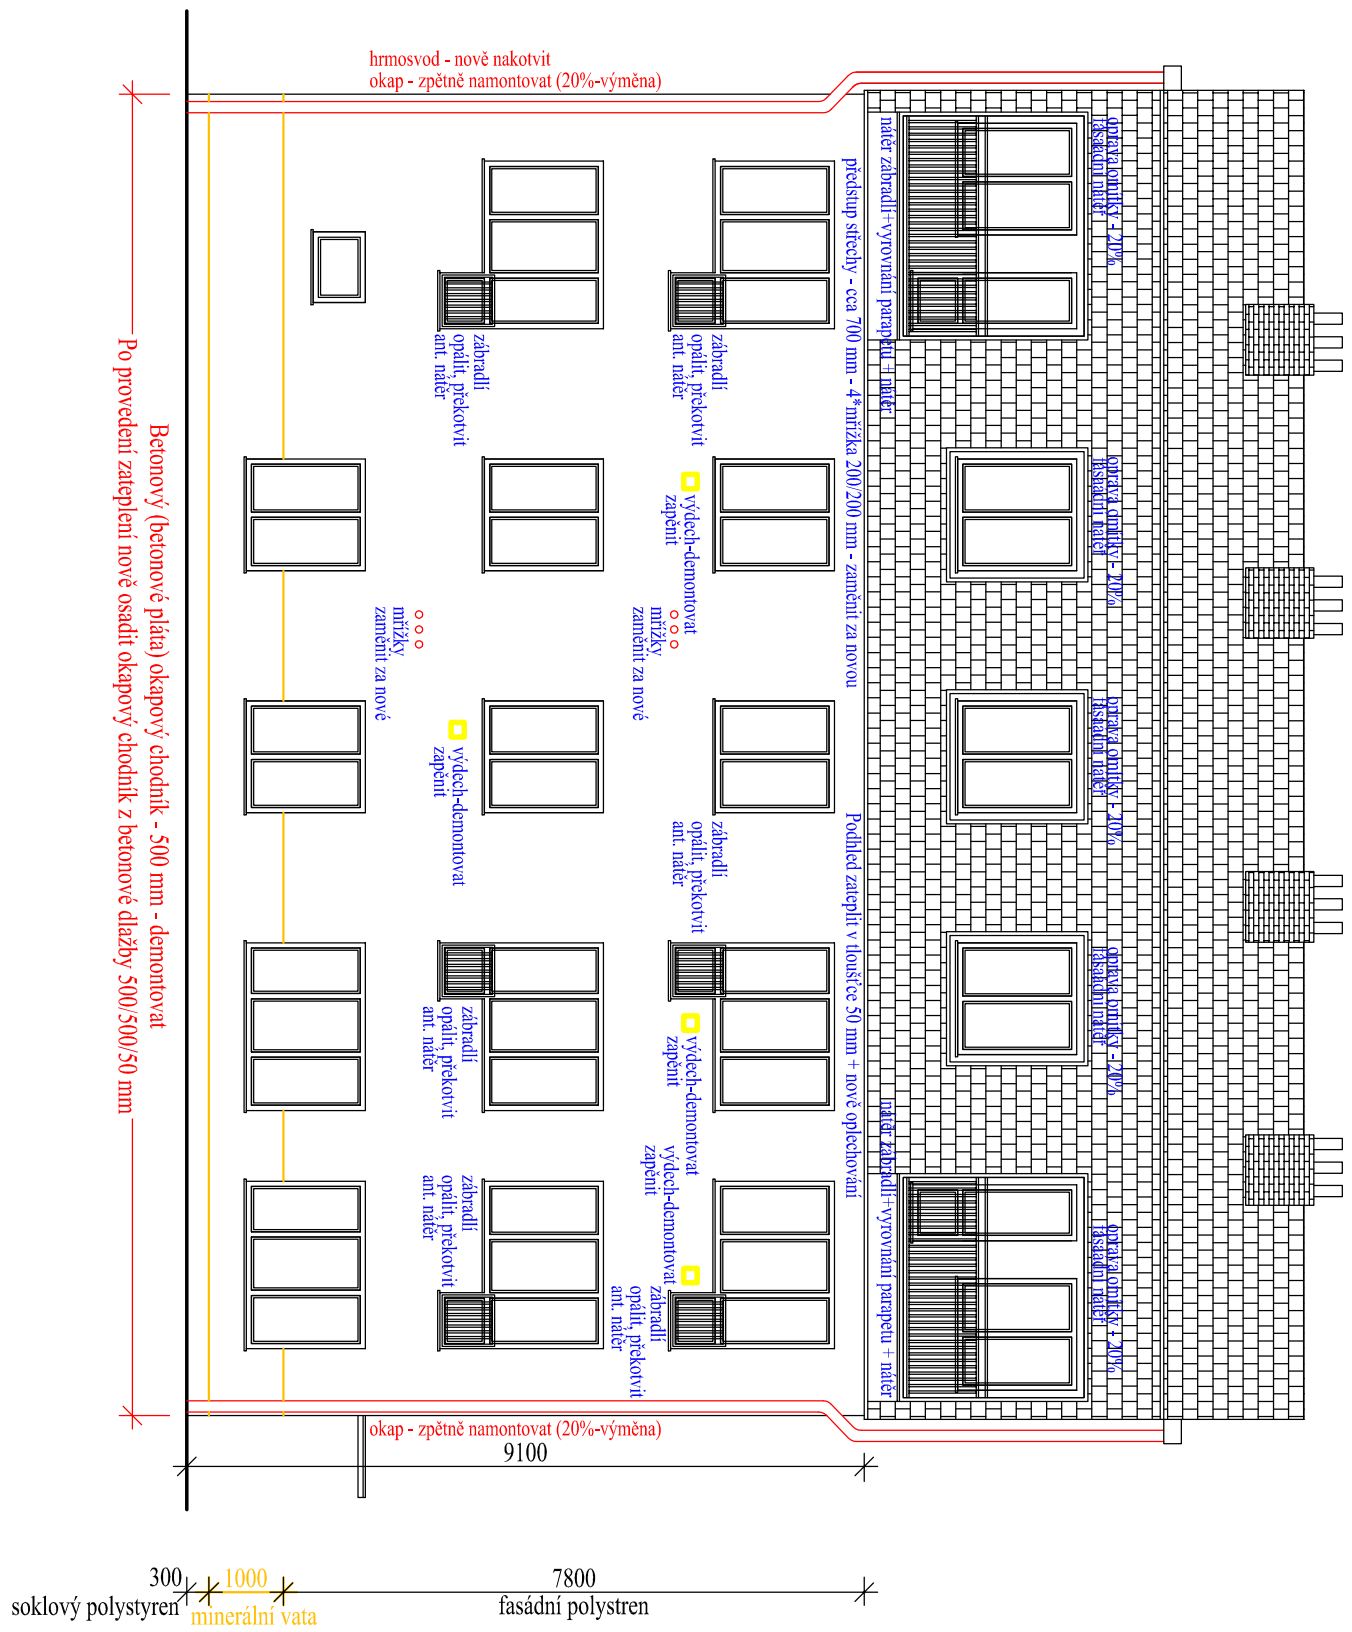 hrmosvod - nově nakotvit
okap - zpětně namontovat (20%-výměna)
oprava omítky - 20%
fasaadní nátěr
nátěr zábradlí+vyrovnání parapetu + nátěr
předstup střechy - cca 700 mm - 4*mřížka 200/200 mm - zaměnit za novou
zábradlí
opálit, překotvit
ant. nátěr
zábradlí
opálit, překotvit
ant. nátěr
oprava omítky - 20%
fasaadní nátěr
výdech-demontovat
zapěnit
mřížky
zaměnit za nové
mřížky
zaměnit za nové
oprava omítky - 20%
fasaadní nátěr
výdech-demontovat
zapěnit
Podhled zateplit v tloušťce 50 mm + nově oplechování
zábradlí
opálit, překotvit
ant. nátěr
oprava omítky - 20%
fasaadní nátěr
zábradlí
opálit, překotvit
ant. nátěr
výdech-demontovat
zapěnit
nátěr zábradlí+vyrovnání parapetu + nátěr
výdech-demontovat
zapěnit
zábradlí
opálit, překotvit
ant. nátěr
oprava omítky - 20%
fasaadní nátěr
zábradlí
opálit, překotvit
ant. nátěr
Betonový (betonové pláta) okapový chodník - 500 mm - demontovat
Po provedení zateplení nově osadit okapový chodník z betonové dlažby 500/500/50 mm
okap - zpětně namontovat (20%-výměna)
9100
300
1000
7800
soklový polystyren
minerální vata
fasádní polystren